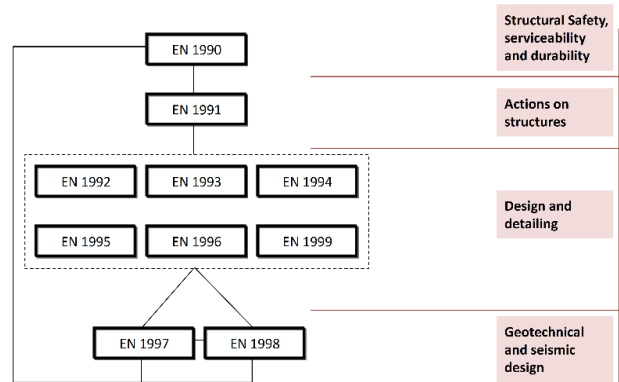 Structural Safety,
serviceability
and durability
EN 1990
Actions on
structures
EN 1991
EN 1992
EN 1993
EN 1994
Design and
detailing
EN 1995
EN 1996
EN 1999
EN 1997
EN 1998
Geotechnical
and seismic
design